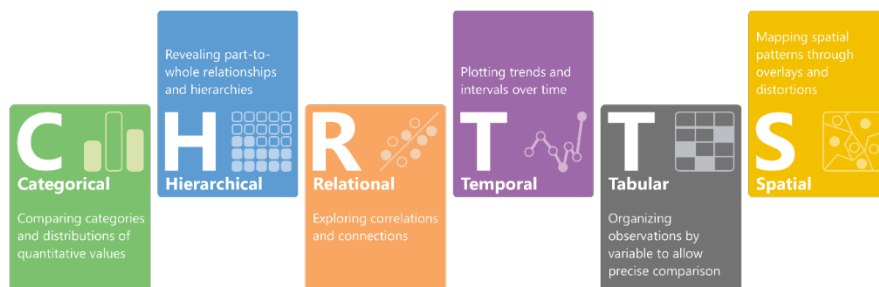 C
Categorical
Comparing categories
and distributions of
quantitative values
Revealing part-to-
whole relationships
and hierarchies
H
Hierarchical
R
Relational
Exploring correlations
and connections
Plotting trends and
intervals over time
T
Temporal
T
Tabular
Organizing
observations by
variable to allow
precise comparison
Mapping spatial
patterns through
overlays and
distortions
S
Spatial